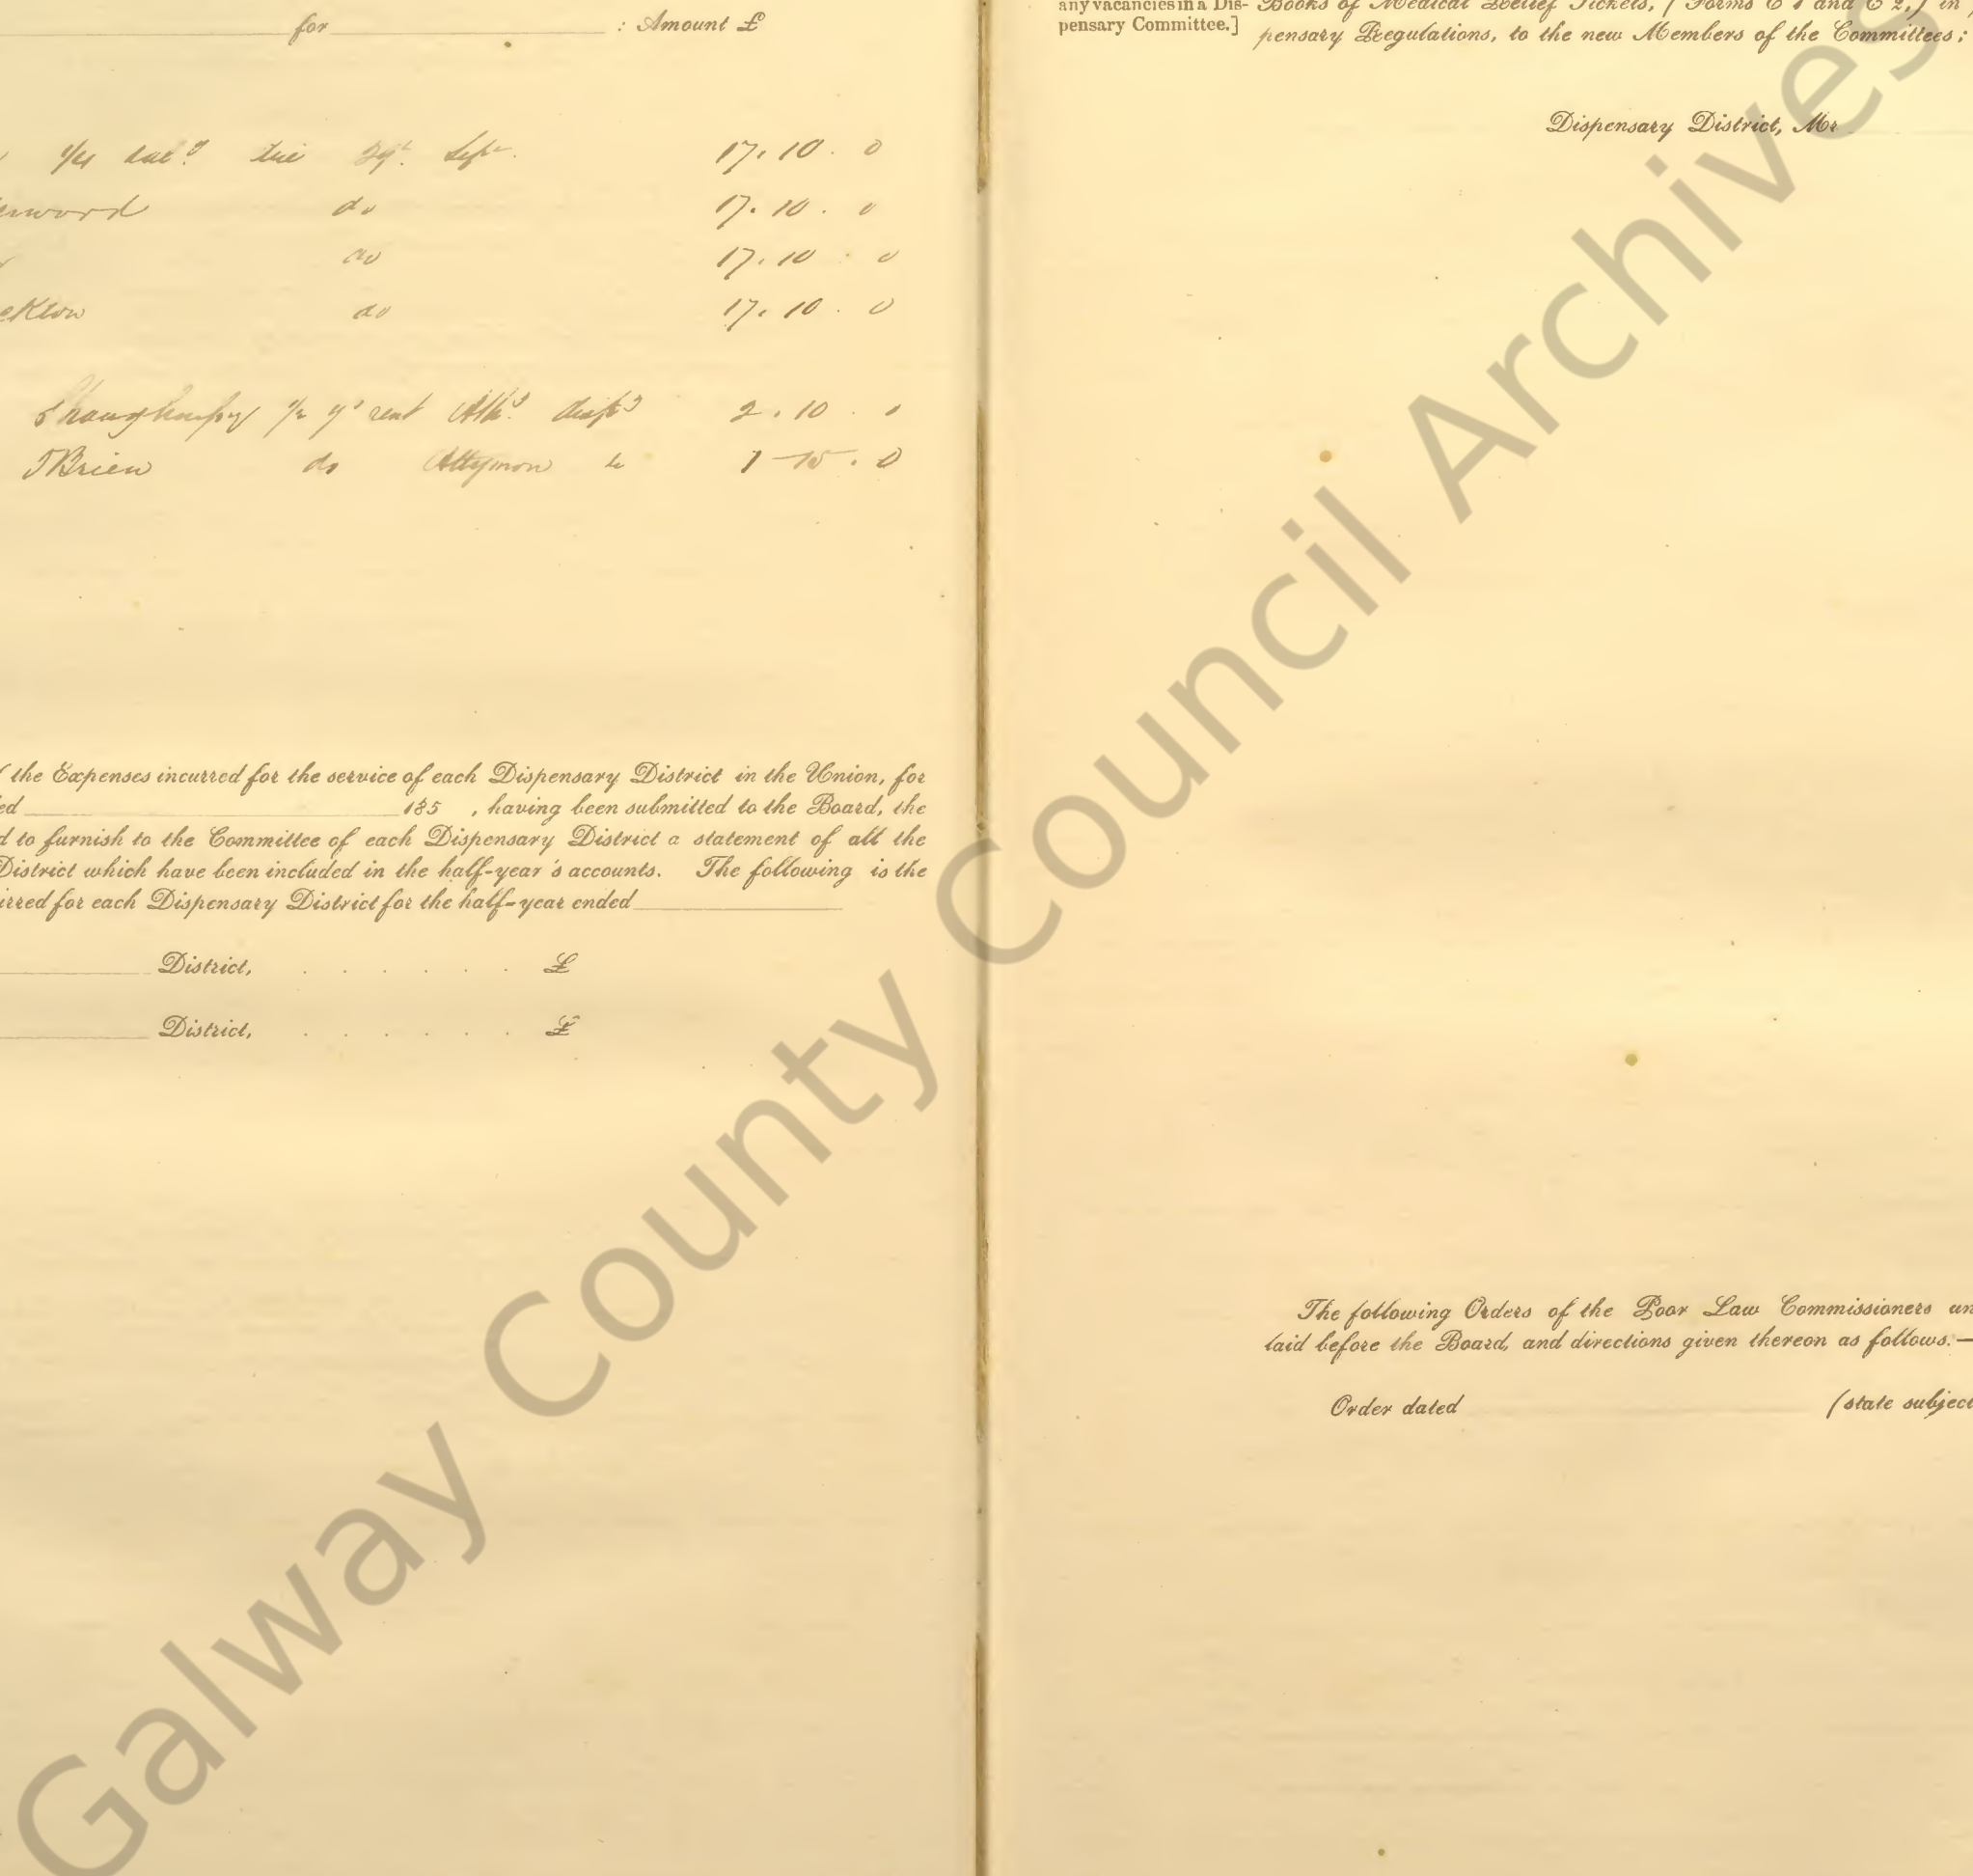 for : Amount £
1/4 due 29th Sept 17. 10. 0
do 17. 10. 0
do 17. 10. 0
do 17. 10. 0
Shaughnessy ½ yrs rent 2. 10. 0
OBrien do Attymon do 1 - 15. 0
the Expenses incurred for the service of each Dispensary District in the Union, for
ed 185 , having been submitted to the Board, the
d to furnish to the Committee of each Dispensary District a statement of all the
District which have been included in the half-year's accounts. The following is the
irred for each Dispensary District for the half-year ended
District, . . . . . . £
District, . . . . . . £
any vacancies in a Dis-
pensary Committee.]
Books of Medical Relief Tickets, (Forms C 1 and C 2,) in
pensary Regulations, to the new Members of the Committees:
Dispensary District, Mr
The following Orders of the Poor Law Commissioners un
laid before the Board, and directions given thereon as follows.—
Order dated (state subject
Galway County Council Archives